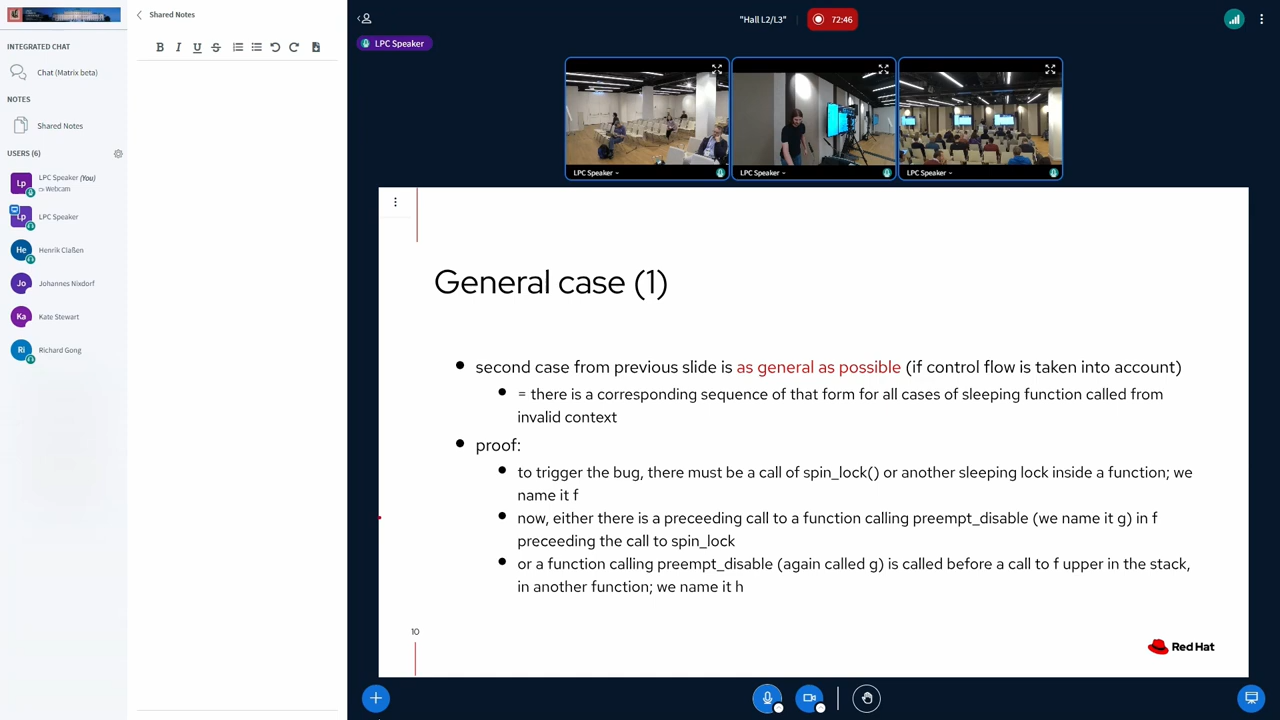 INTEGRATED CHAT
Chat (Matrix beta)
NOTES
Shared Notes
USERS (6)
Lp
LPC Speaker (You)
Webcam
Lp
LPC Speaker
He
Henrik Claßen
Jo
Johannes Nixdorf
Ka
Kate Stewart
Ri
Richard Gong
Shared Notes
B I U S
"Hall L2/L3"
72:46
LPC Speaker
LPC Speaker
LPC Speaker
LPC Speaker
General case (1)
second case from previous slide is as general as possible (if control flow is taken into account)
= there is a corresponding sequence of that form for all cases of sleeping function called from
invalid context
proof:
to trigger the bug, there must be a call of spin_lock() or another sleeping lock inside a function; we
name it f
now, either there is a preceeding call to a function calling preempt_disable (we name it g) in f
preceeding the call to spin_lock
or a function calling preempt_disable (again called g) is called before a call to f upper in the stack,
in another function; we name it h
10
Red Hat